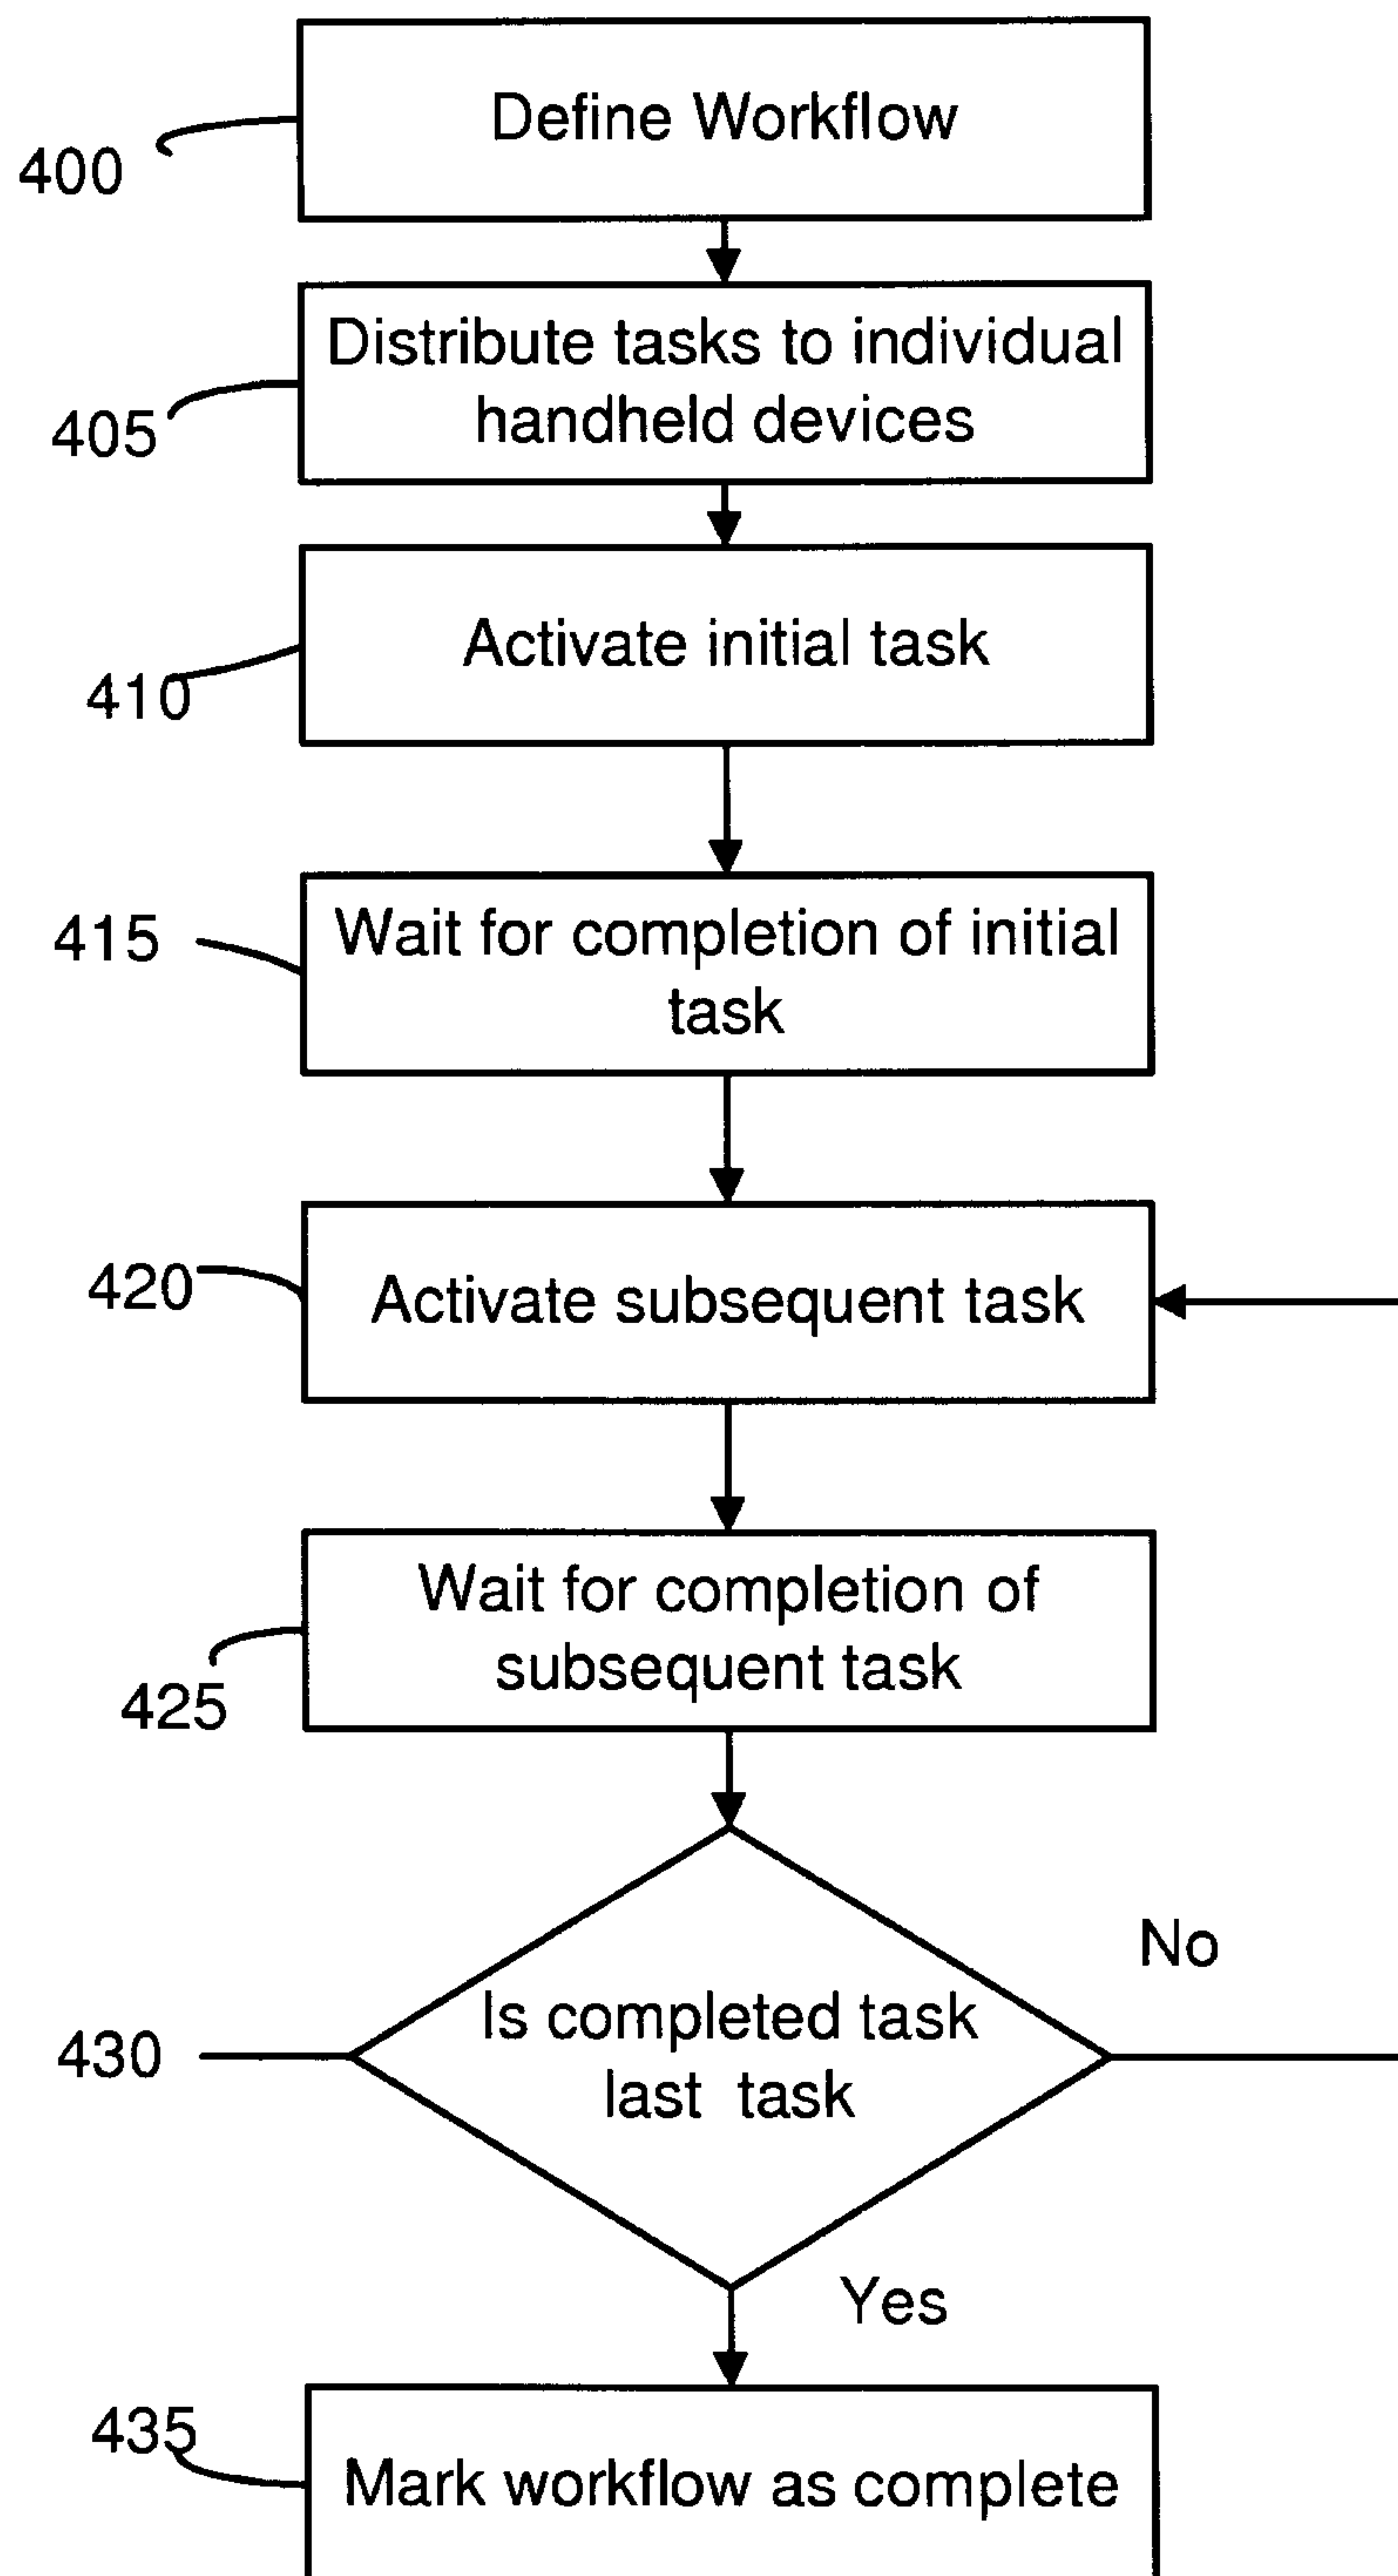 Define Workflow
400
Distribute tasks to individual
handheld devices
405
Activate initial task
410
415
Wait for completion of initial
task
420
Activate subsequent task
Wait for completion of
subsequent task
425
No
Is completed task
last task
430
Yes
435
Mark workflow as complete